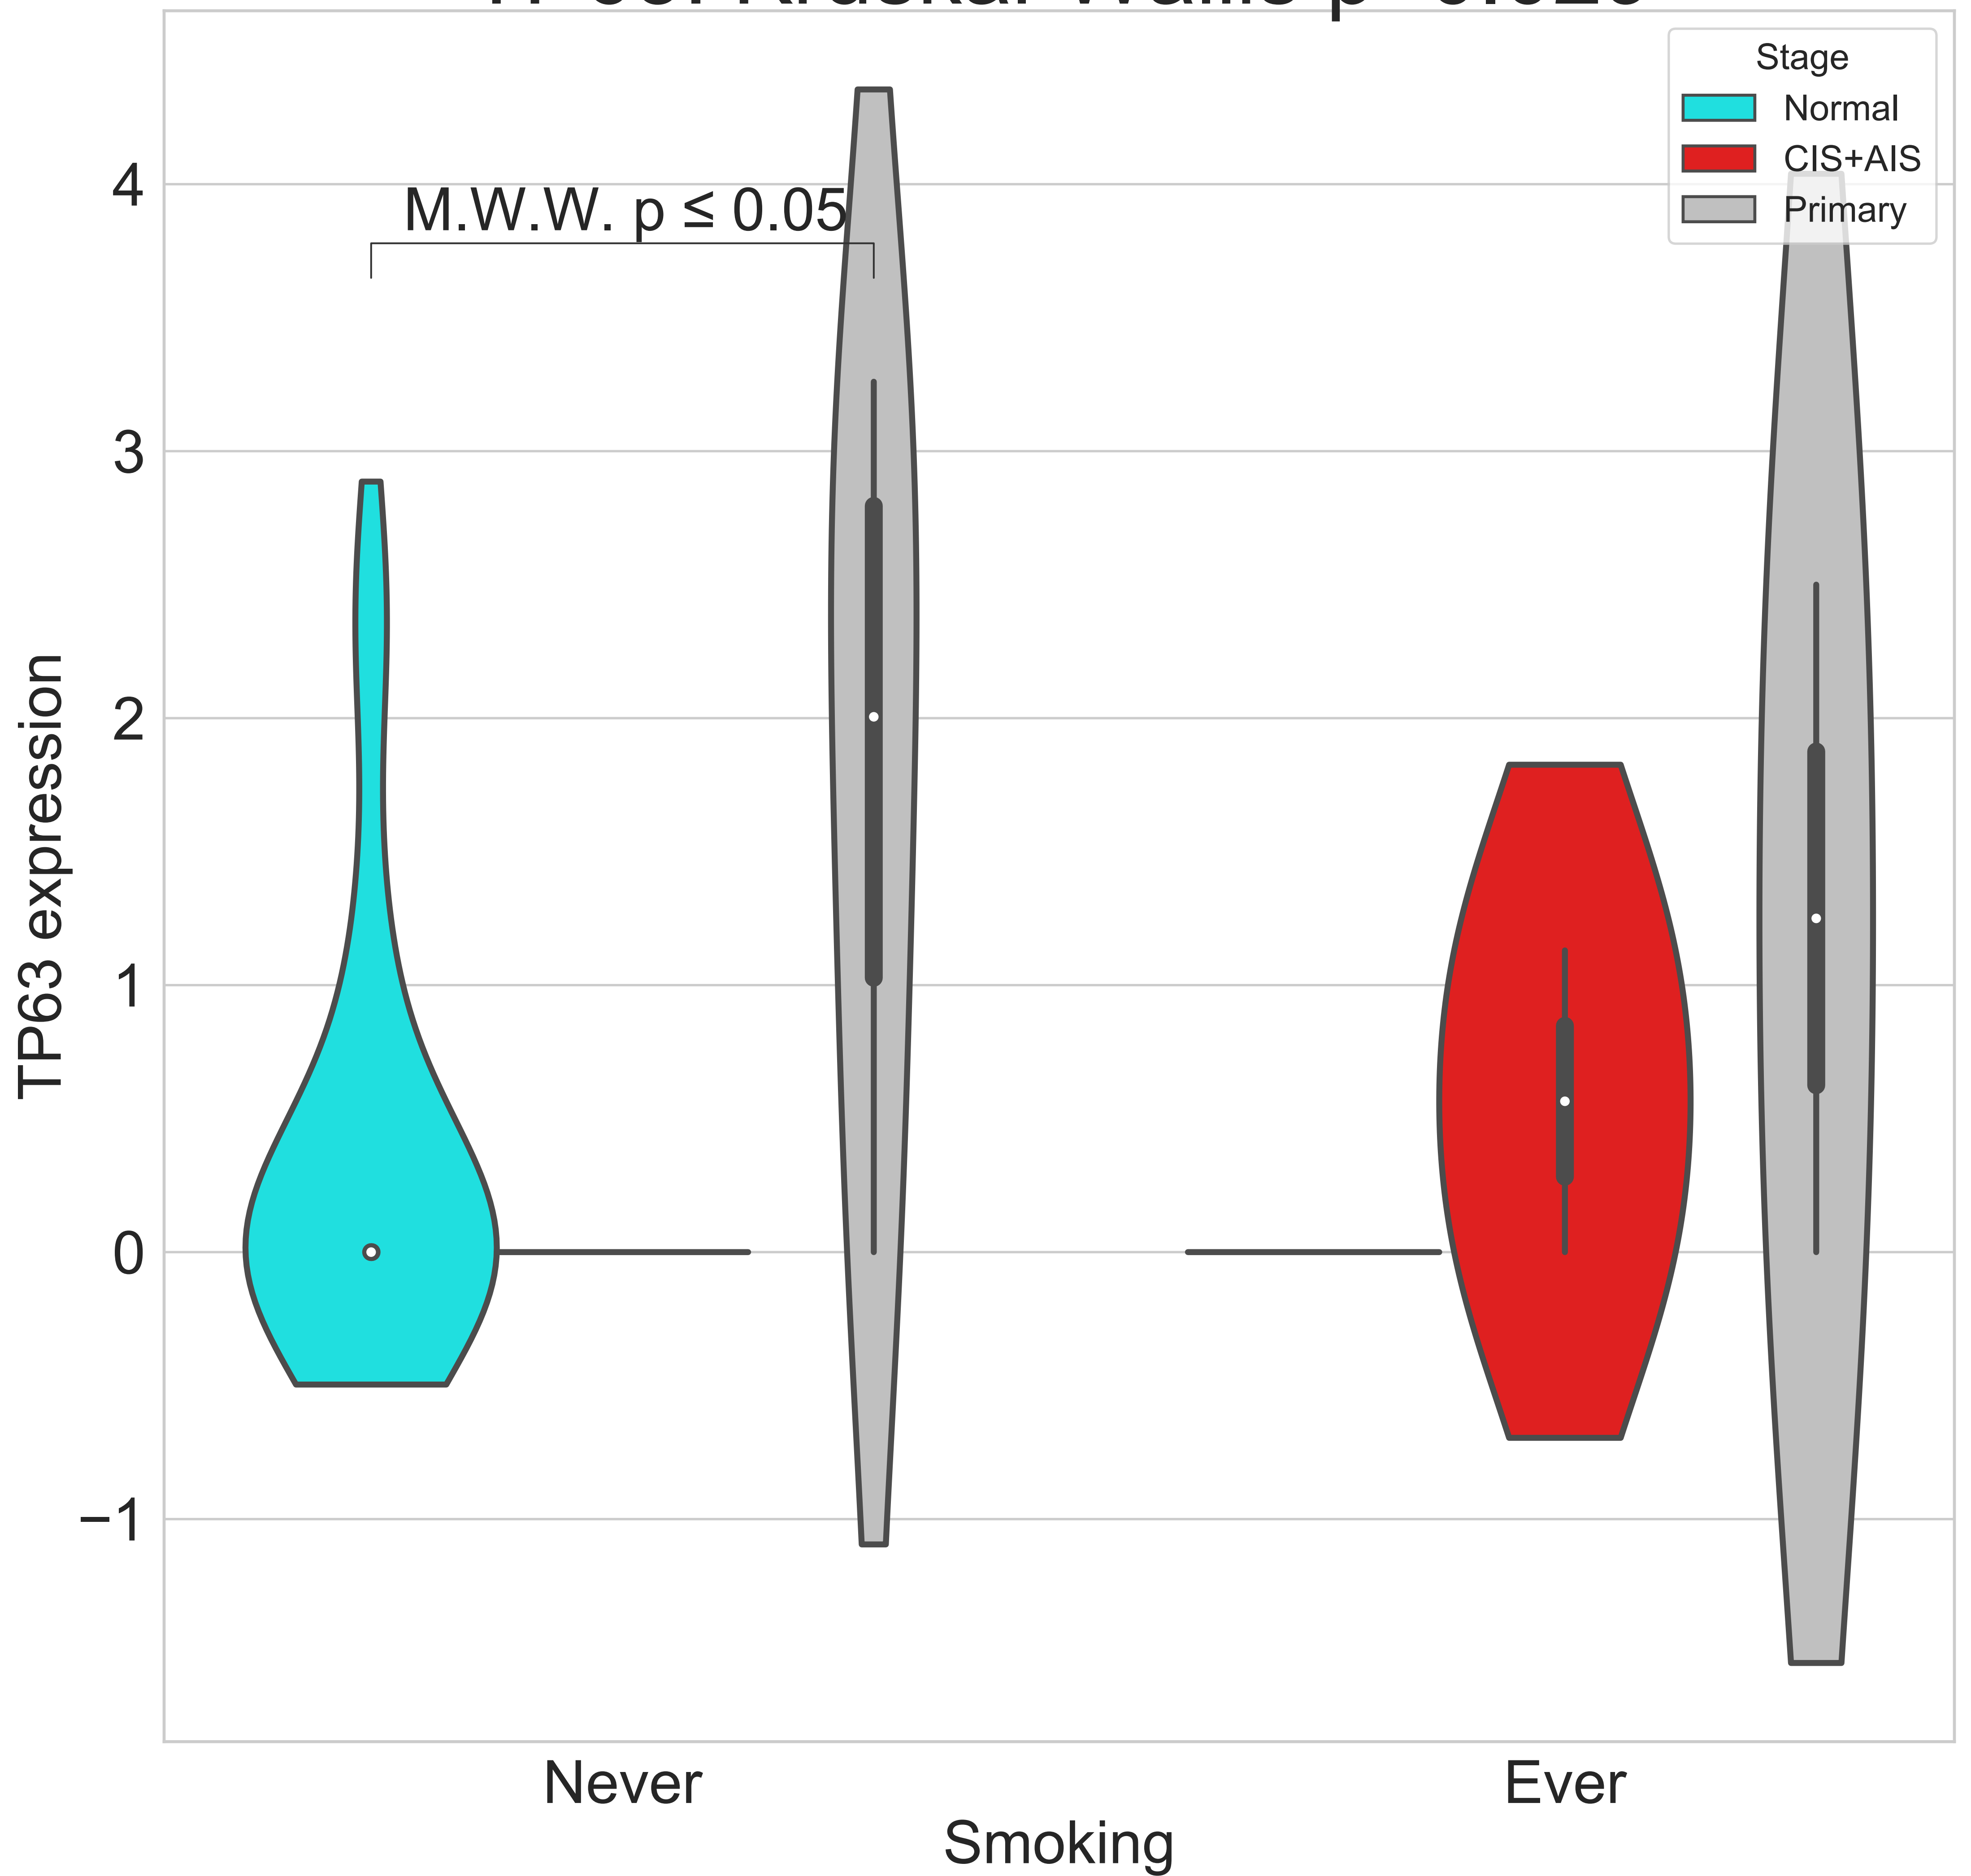 Stage
Normal
CIS+AIS
Primary
M.W.W. p ≤ 0.05
4
3
2
1
0
−1
TP63 expression
Never
Ever
Smoking